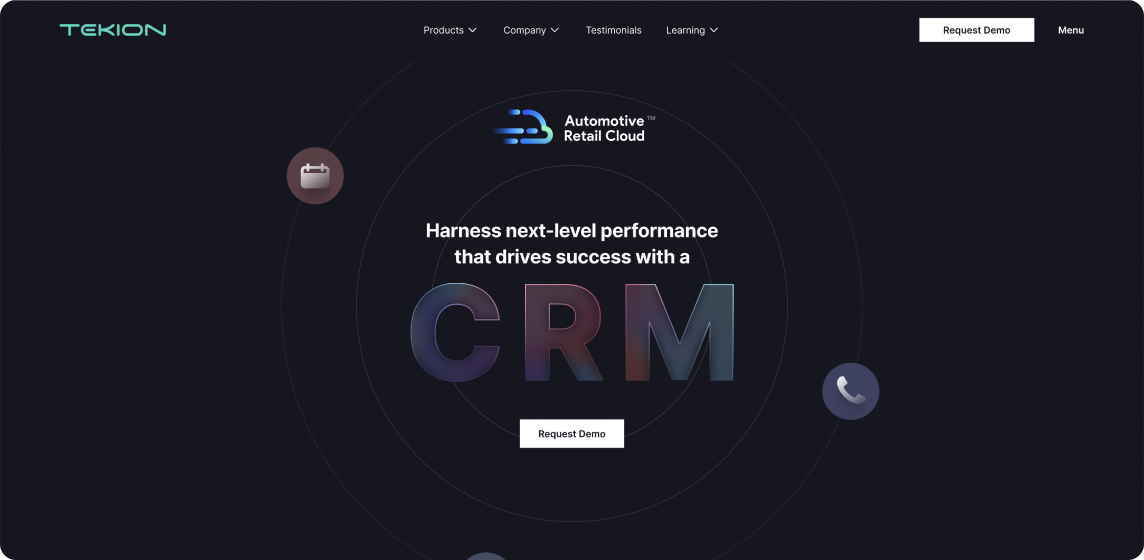 TEKION
Products
Company
Testimonials
Learning
Request Demo
Menu
Automotive™
Retail Cloud
Harness next-level performance
that drives success with a
CRM
Request Demo